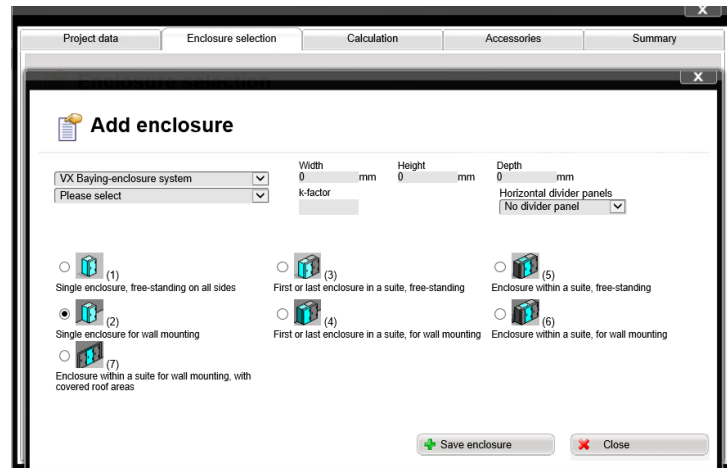 X
Project data
Enclosure selection
Calculation
Accessories
Summary
Enclosure selection
X
Add enclosure
VX Baying-enclosure system
Please select
Width
0 mm
Height
0 mm
Depth
0 mm
k-factor
Horizontal divider panels
No divider panel
(1)
Single enclosure, free-standing on all sides
(3)
First or last enclosure in a suite, free-standing
(5)
Enclosure within a suite, free-standing
(2)
Single enclosure for wall mounting
(4)
First or last enclosure in a suite, for wall mounting
(6)
Enclosure within a suite, for wall mounting
(7)
Enclosure within a suite for wall mounting, with
covered roof areas
Save enclosure
Close